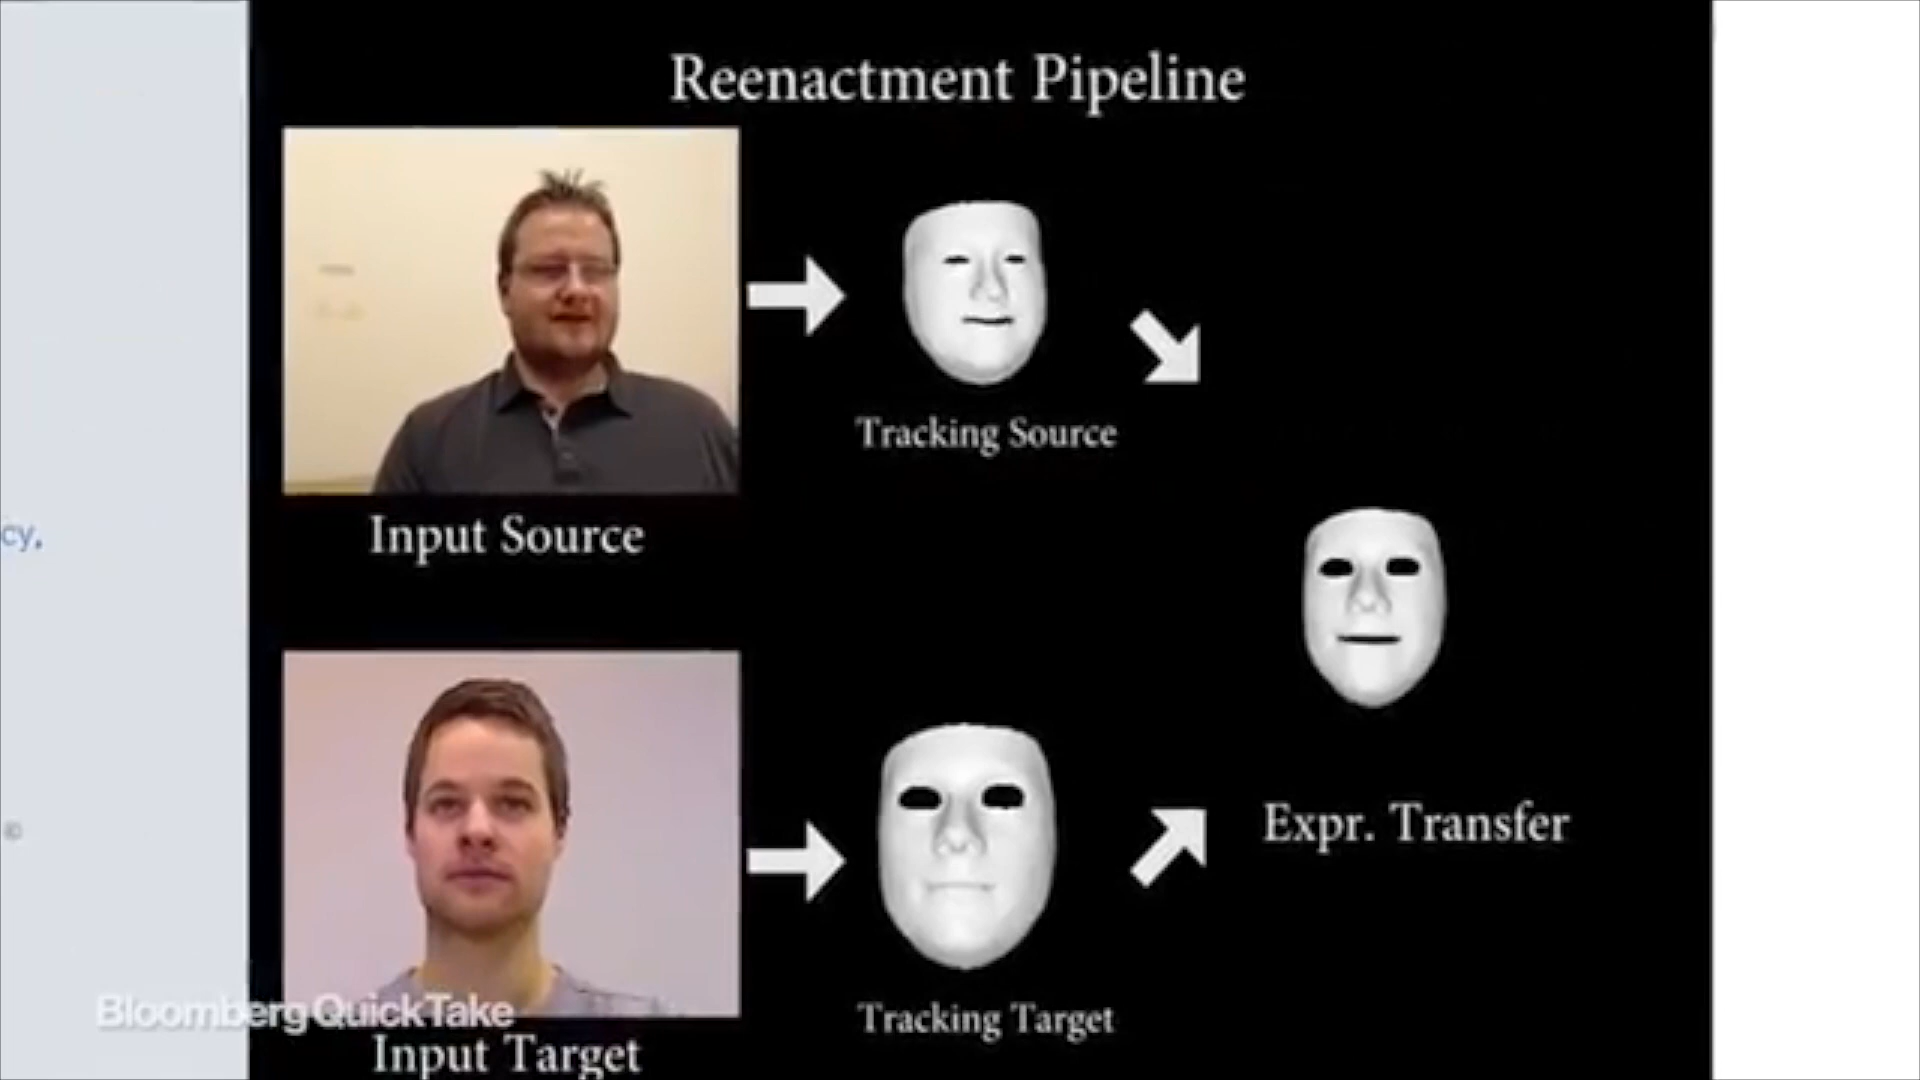 Reenactment Pipeline
Tracking Source
Input Source
cy,
Expr. Transfer
©
Bloomberg QuickTake
Tracking Target
Input Target